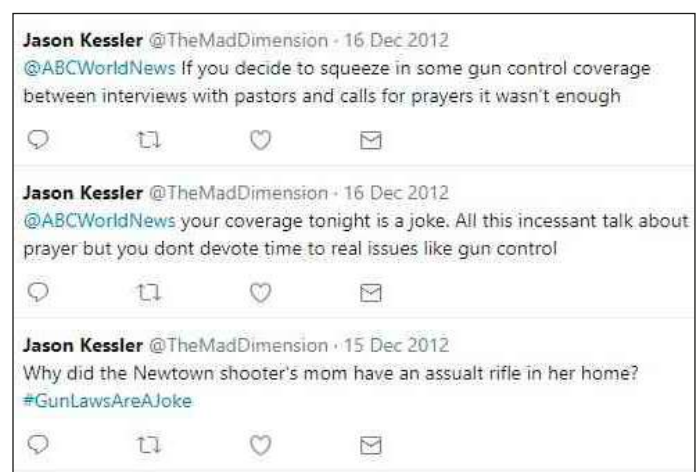 Jason Kessler @TheMadDimension · 16 Dec 2012
@ABCWorldNews If you decide to squeeze in some gun control coverage
between interviews with pastors and calls for prayers it wasn't enough
Jason Kessler @TheMadDimension · 16 Dec 2012
@ABCWorldNews your coverage tonight is a joke. All this incessant talk about
prayer but you dont devote time to real issues like gun control
Jason Kessler @TheMadDimension · 15 Dec 2012
Why did the Newtown shooter's mom have an assualt rifle in her home?
#GunLawsAreAJoke